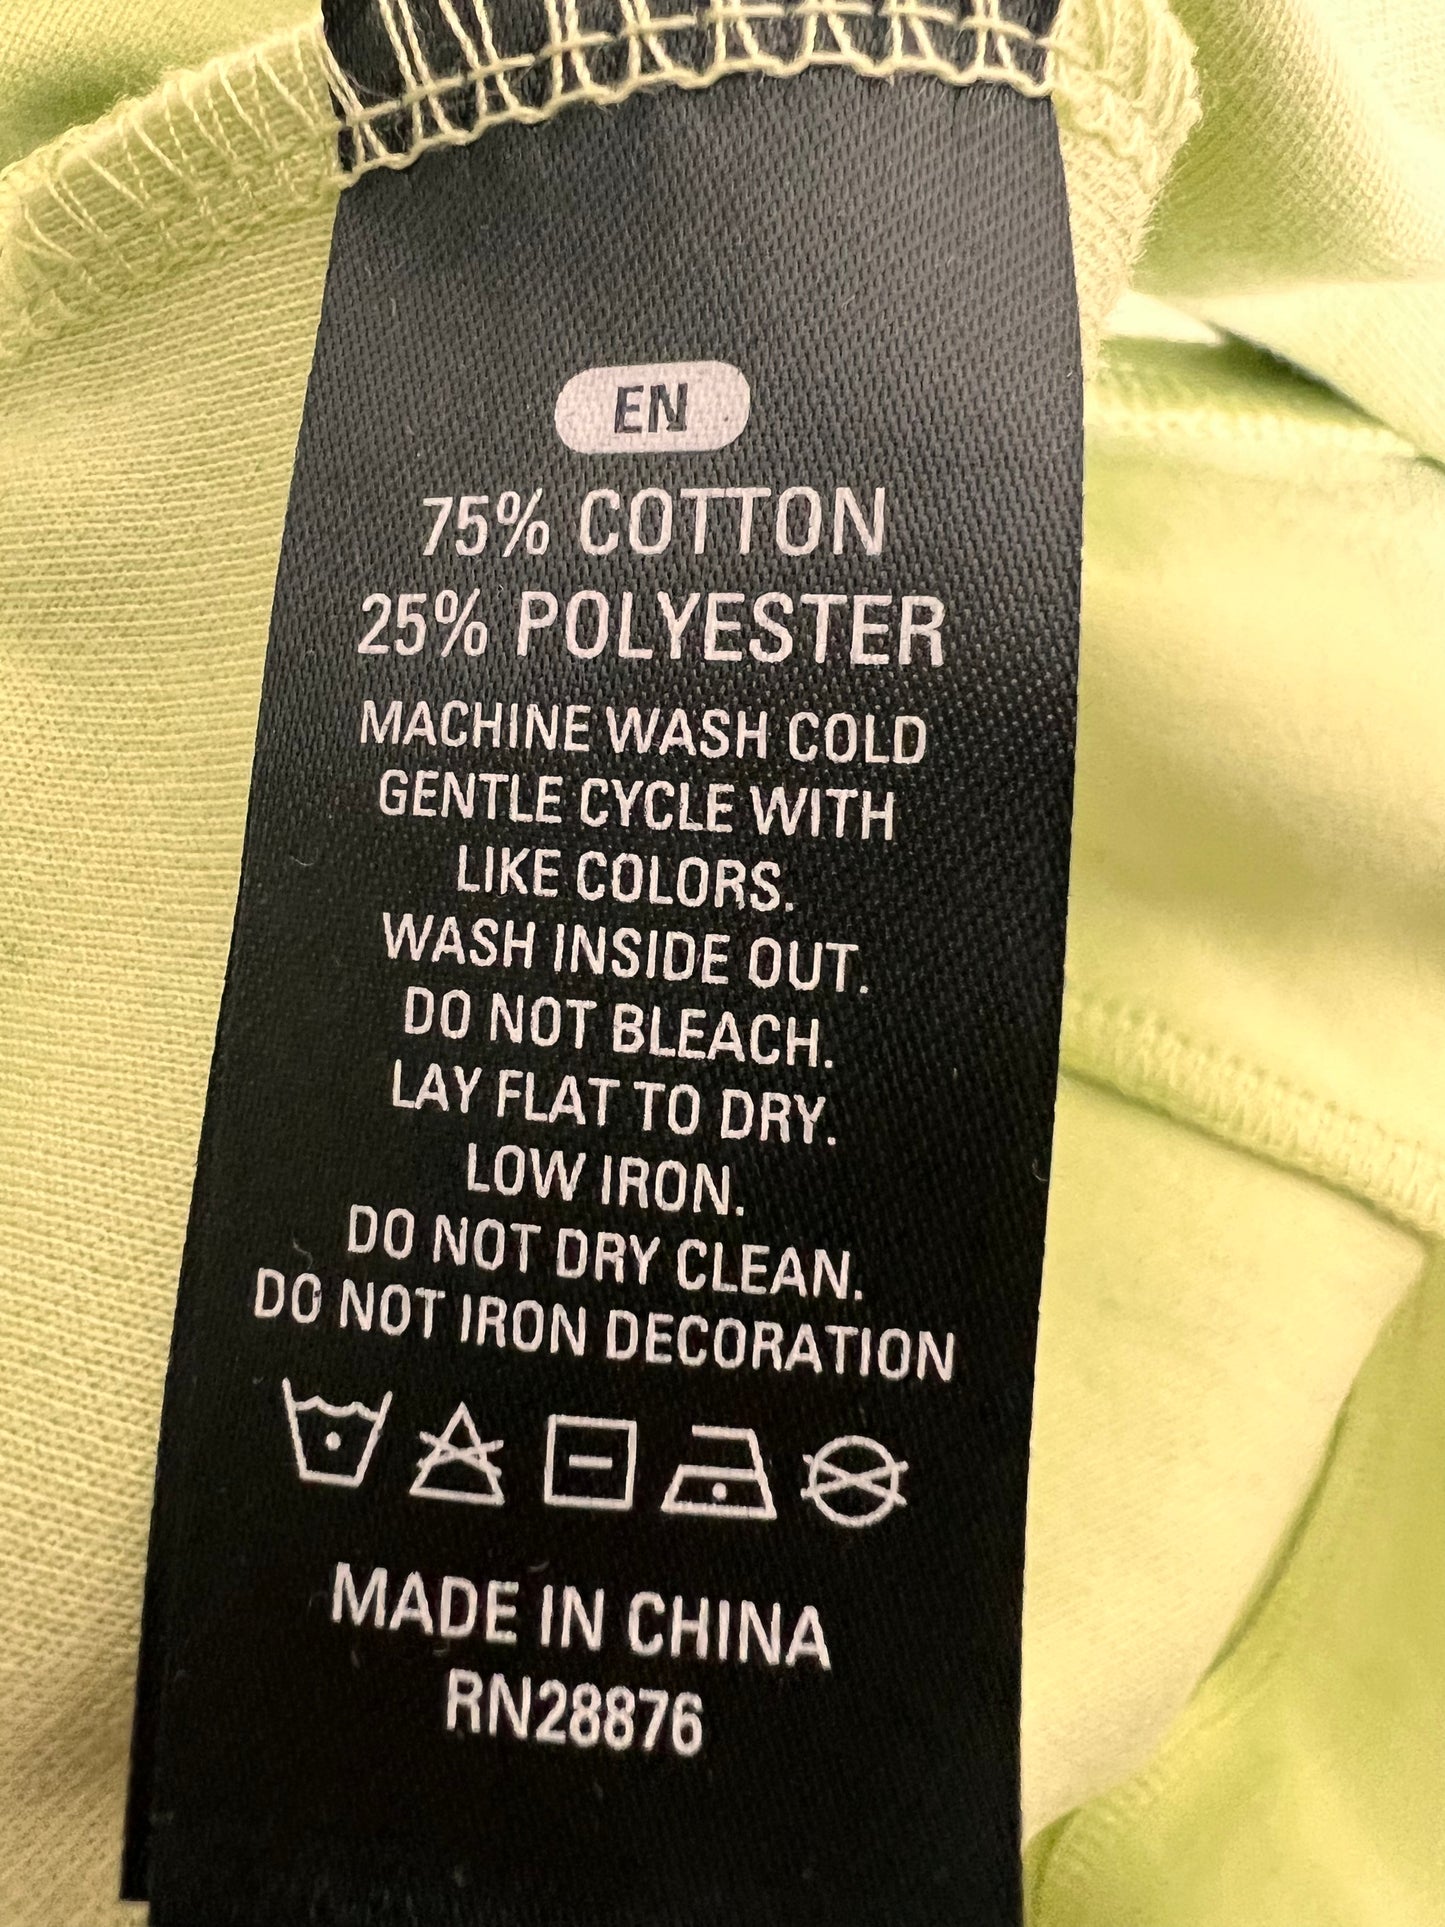 EN
75% COTTON
25% POLYESTER
MACHINE WASH COLD
GENTLE CYCLE WITH
LIKE COLORS.
WASH INSIDE OUT.
DO NOT BLEACH.
LAY FLAT TO DRY.
LOW IRON.
DO NOT DRY CLEAN.
DO NOT IRON DECORATION
MADE IN CHINA
RN28876